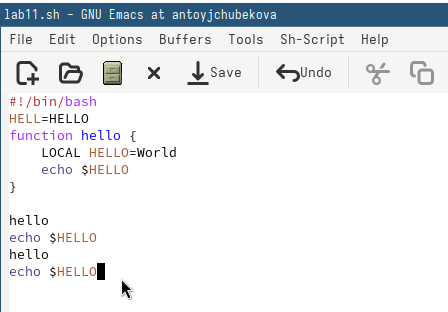 lab11.sh - GNU Emacs at antoyjchubekova
File Edit Options Buffers Tools Sh-Script Help
Save Undo
#!/bin/bash
HELL=HELLO
function hello {
    LOCAL HELLO=World
    echo $HELLO
}

hello
echo $HELLO
hello
echo $HELLO